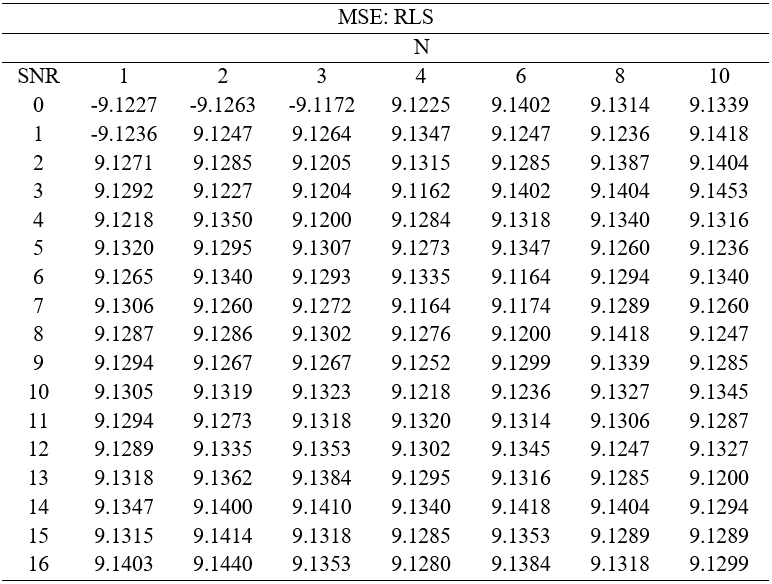 MSE: RLS
N
SNR 1 2 3 4 6 8 10
0 -9.1227 -9.1263 -9.1172 9.1225 9.1402 9.1314 9.1339
1 -9.1236 9.1247 9.1264 9.1347 9.1247 9.1236 9.1418
2 9.1271 9.1285 9.1205 9.1315 9.1285 9.1387 9.1404
3 9.1292 9.1227 9.1204 9.1162 9.1402 9.1404 9.1453
4 9.1218 9.1350 9.1200 9.1284 9.1318 9.1340 9.1316
5 9.1320 9.1295 9.1307 9.1273 9.1347 9.1260 9.1236
6 9.1265 9.1340 9.1293 9.1335 9.1164 9.1294 9.1340
7 9.1306 9.1260 9.1272 9.1164 9.1174 9.1289 9.1260
8 9.1287 9.1286 9.1302 9.1276 9.1200 9.1418 9.1247
9 9.1294 9.1267 9.1267 9.1252 9.1299 9.1339 9.1285
10 9.1305 9.1319 9.1323 9.1218 9.1236 9.1327 9.1345
11 9.1294 9.1273 9.1318 9.1320 9.1314 9.1306 9.1287
12 9.1289 9.1335 9.1353 9.1302 9.1345 9.1247 9.1327
13 9.1318 9.1362 9.1384 9.1295 9.1316 9.1285 9.1200
14 9.1347 9.1400 9.1410 9.1340 9.1418 9.1404 9.1294
15 9.1315 9.1414 9.1318 9.1285 9.1353 9.1289 9.1289
16 9.1403 9.1440 9.1353 9.1280 9.1384 9.1318 9.1299